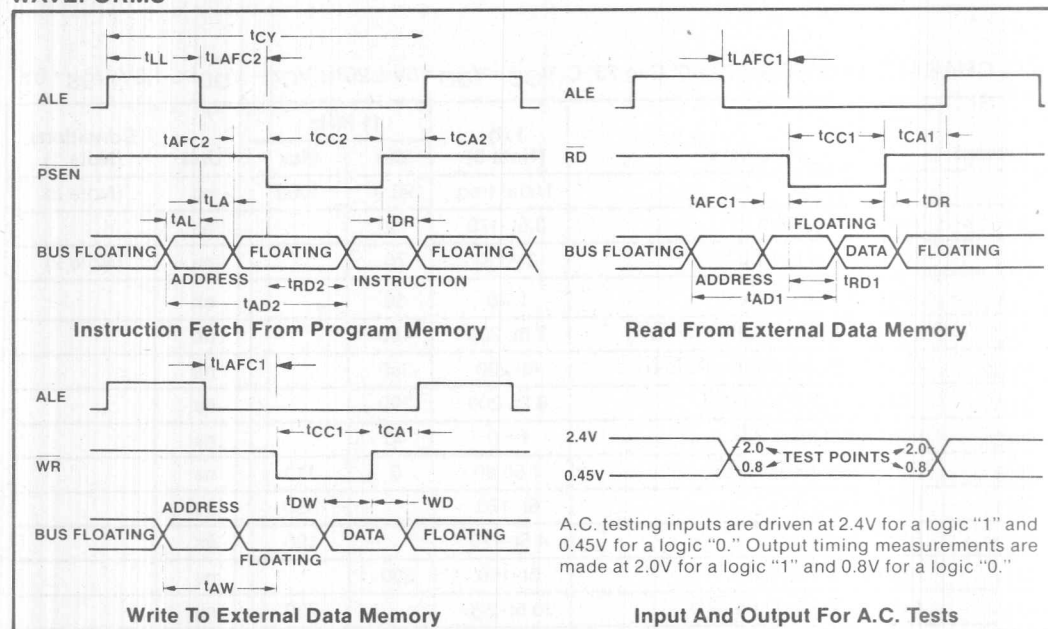 tCY
tLL
tLAFC2
ALE
tAFC2
tCC2
tCA2
PSEN
tLA
tAL
tDR
BUS FLOATING
FLOATING
FLOATING
ADDRESS
tRD2
INSTRUCTION
tAD2
Instruction Fetch From Program Memory
tLAFC1
ALE
tCC1
tCA1
RD
tAFC1
tDR
FLOATING
BUS FLOATING
DATA
FLOATING
ADDRESS
tRD1
tAD1
Read From External Data Memory
tLAFC1
ALE
tCC1
tCA1
WR
ADDRESS
tDW
tWD
BUS FLOATING
DATA
FLOATING
FLOATING
tAW
Write To External Data Memory
2.4V
2.0
2.0
TEST POINTS
0.8
0.8
0.45V
A.C. testing inputs are driven at 2.4V for a logic "1" and
0.45V for a logic "0." Output timing measurements are
made at 2.0V for a logic "1" and 0.8V for a logic "0."
Input And Output For A.C. Tests